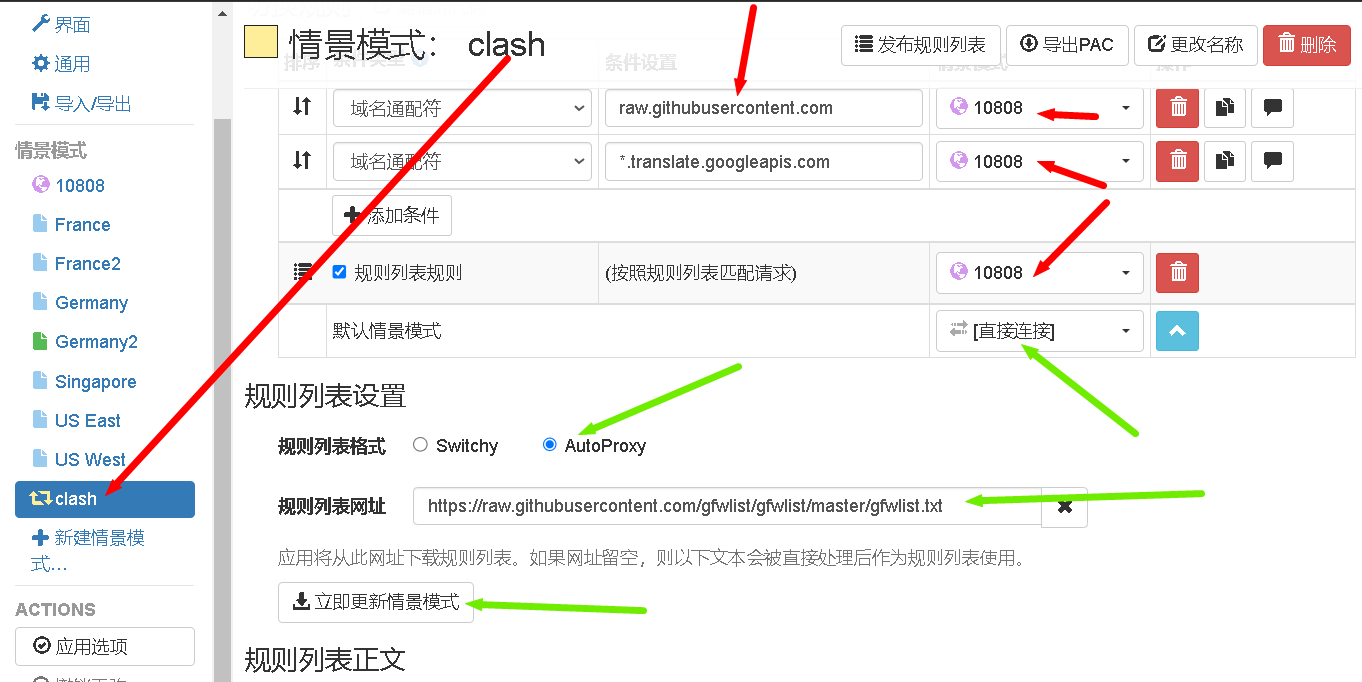 界面
通用
导入/导出
情景模式
10808
France
France2
Germany
Germany2
Singapore
US East
US West
clash
新建情景模
式...
ACTIONS
应用选项
情景模式： clash
发布规则列表
导出PAC
更改名称
删除
排序
条件设置
情景模式
操作
域名通配符
raw.githubusercontent.com
10808
域名通配符
*.translate.googleapis.com
10808
添加条件
规则列表规则
(按照规则列表匹配请求)
10808
默认情景模式
[直接连接]
规则列表设置
规则列表格式
Switchy
AutoProxy
规则列表网址
https://raw.githubusercontent.com/gfwlist/gfwlist/master/gfwlist.txt
应用将从此网址下载规则列表。如果网址留空，则以下文本会被直接处理后作为规则列表使用。
立即更新情景模式
规则列表正文